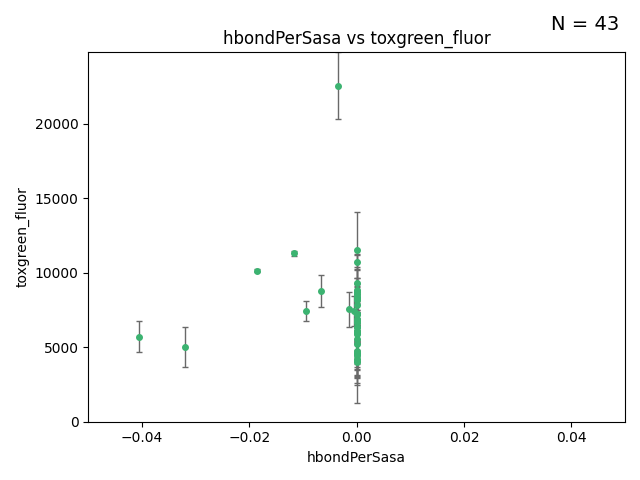 N = 43
hbondPerSasa vs toxgreen_fluor
20000
15000
10000
5000
0
toxgreen_fluor
−0.04
−0.02
0.00
0.02
0.04
hbondPerSasa